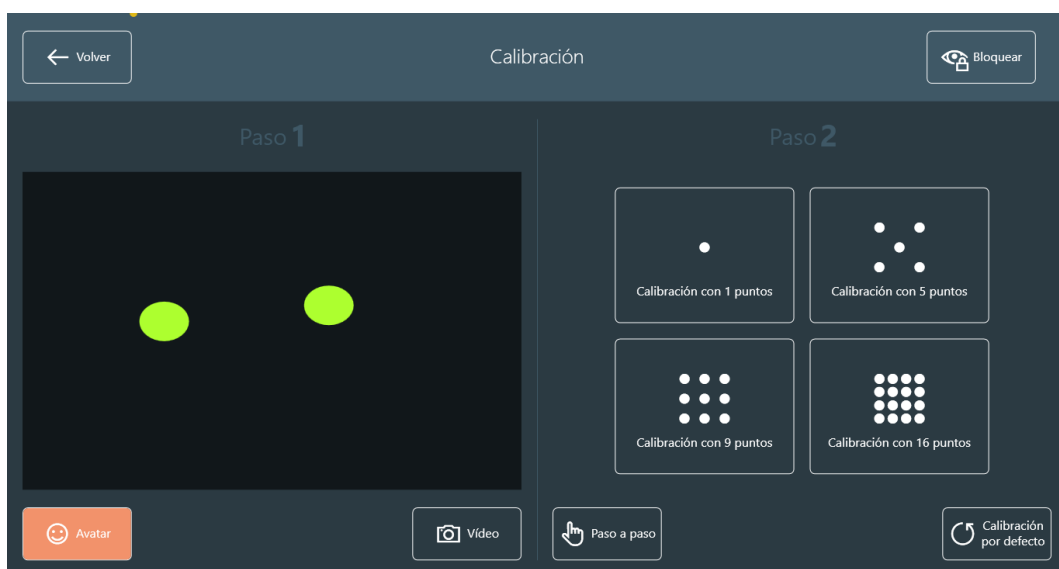 Volver
Calibración
Bloquear
Paso 1
Paso 2
Calibración con 1 puntos
Calibración con 5 puntos
Calibración con 9 puntos
Calibración con 16 puntos
Avatar
Vídeo
Paso a paso
Calibración
por defecto